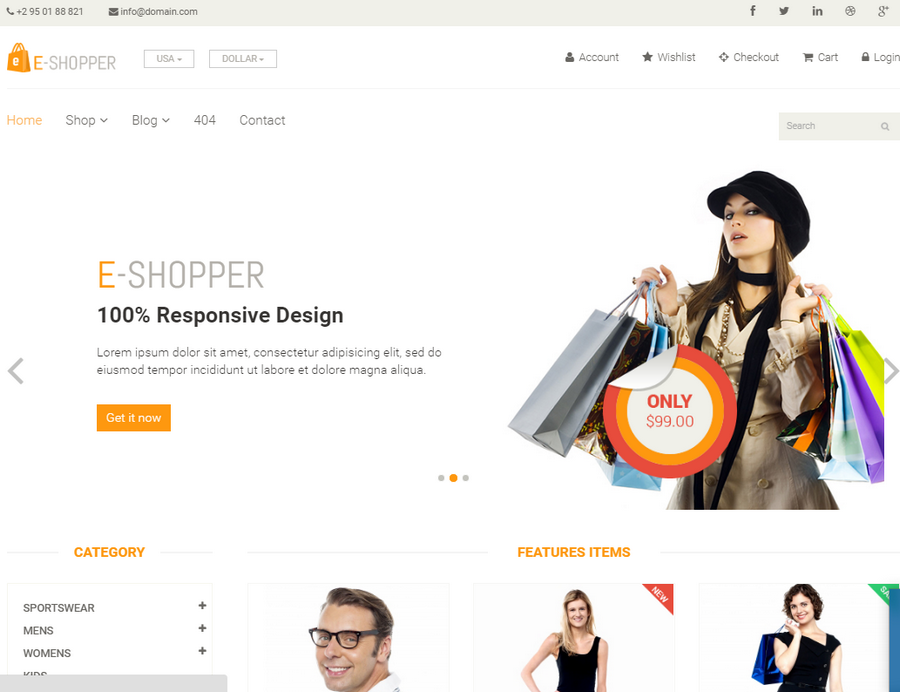 +2 95 01 88 821 info@domain.com
E-SHOPPER USA DOLLAR Account Wishlist Checkout Cart Login
Home Shop Blog 404 Contact Search
E-SHOPPER
100% Responsive Design
Lorem ipsum dolor sit amet, consectetur adipisicing elit, sed do
eiusmod tempor incididunt ut labore et dolore magna aliqua.
Get it now
ONLY
$99.00
CATEGORY
SPORTSWEAR
MENS
WOMENS
KIDS
FEATURES ITEMS
NEW